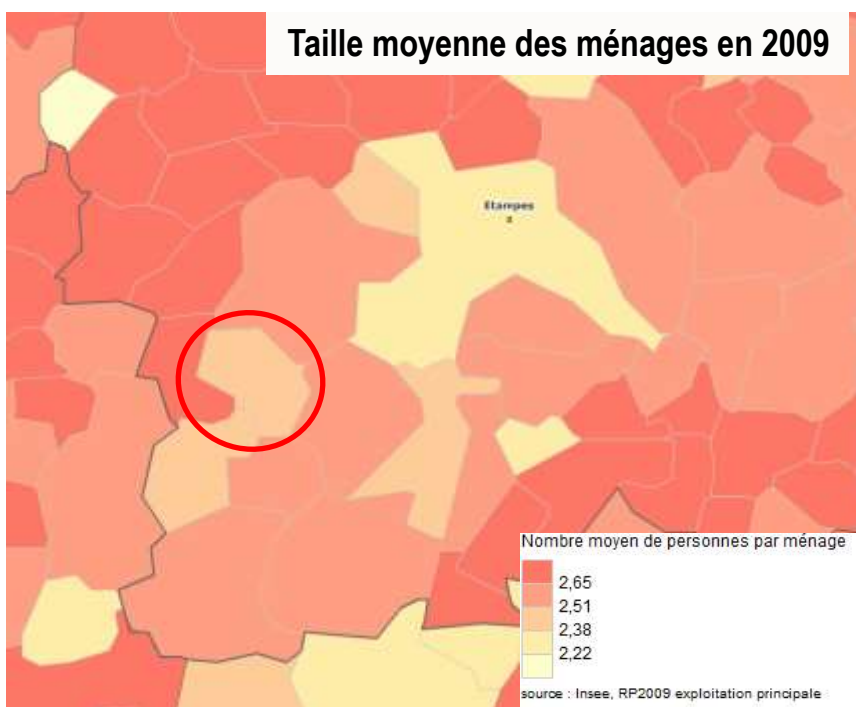 Taille moyenne des ménages en 2009
Etampes
Nombre moyen de personnes par ménage
2,65
2,51
2,38
2,22
source : Insee, RP2009 exploitation principale